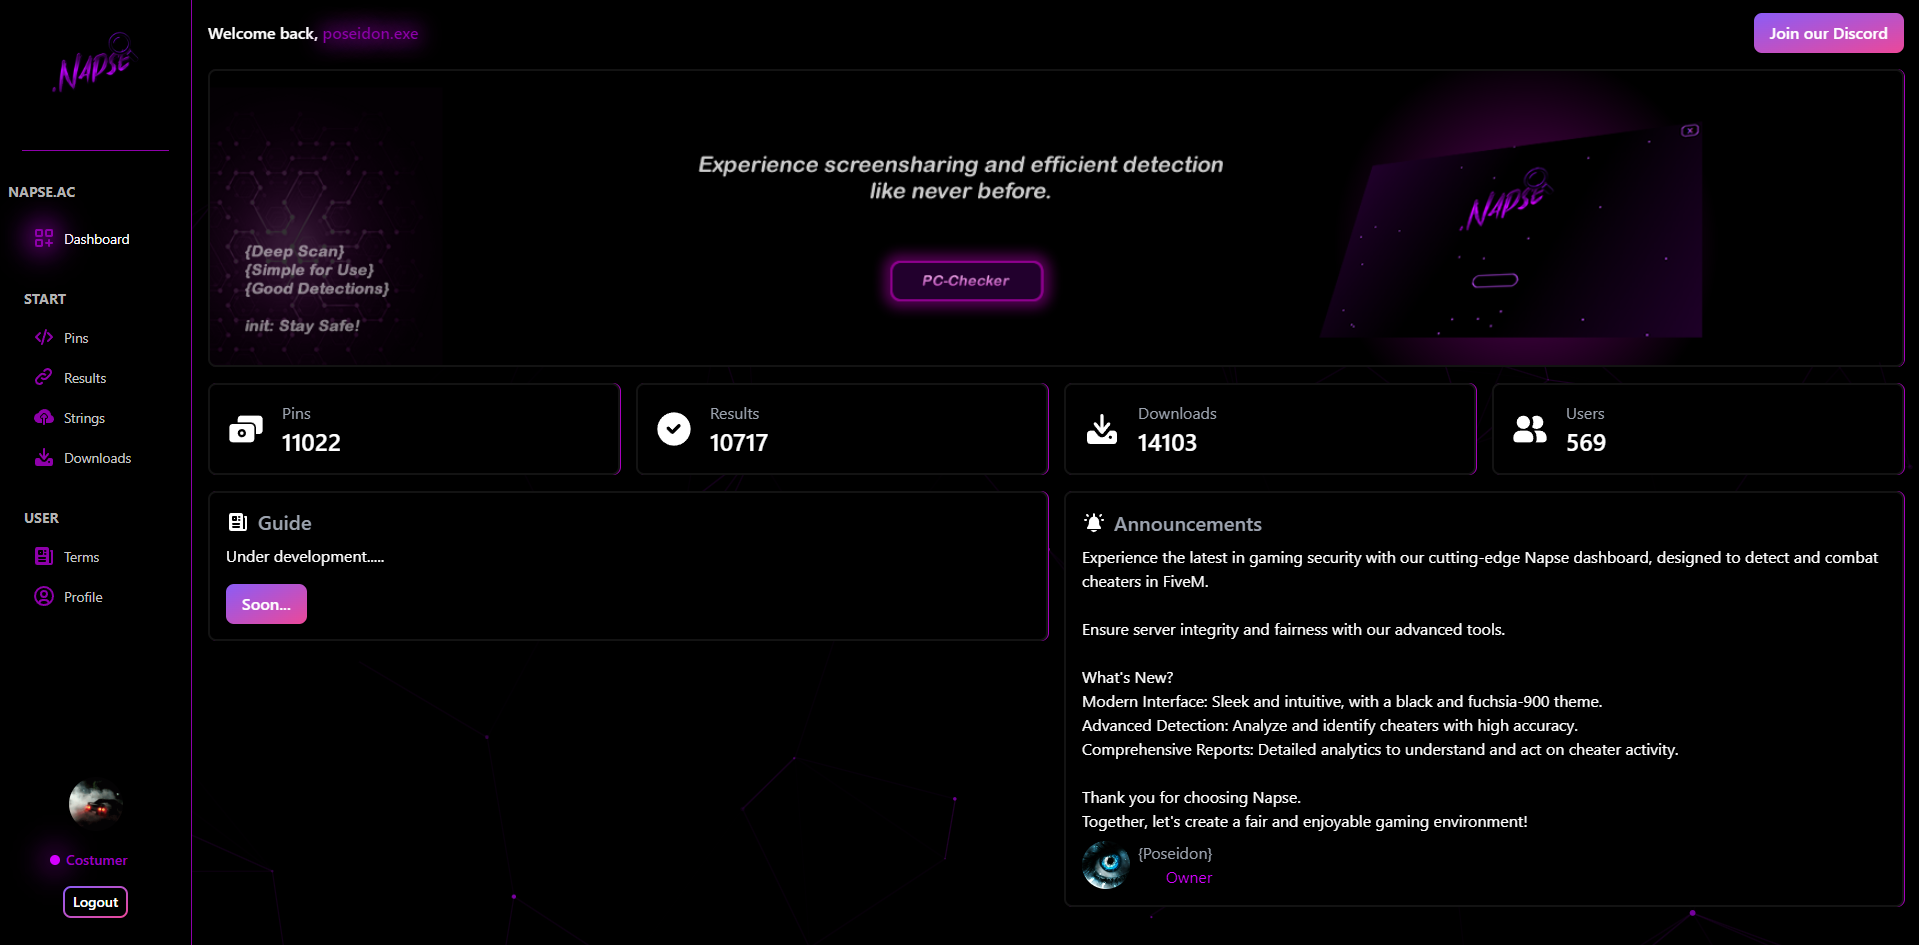 .NAPSE
NAPSE.AC
Dashboard
START
Pins
Results
Strings
Downloads
USER
Terms
Profile
Costumer
Logout
Welcome back, poseidon.exe
Join our Discord
{Deep Scan}
{Simple for Use}
{Good Detections}
init: Stay Safe!
Experience screensharing and efficient detection
like never before.
PC-Checker
.NAPSE
Pins
11022
Results
10717
Downloads
14103
Users
569
Guide
Under development.....
Soon...
Announcements
Experience the latest in gaming security with our cutting-edge Napse dashboard, designed to detect and combat
cheaters in FiveM.
Ensure server integrity and fairness with our advanced tools.
What's New?
Modern Interface: Sleek and intuitive, with a black and fuchsia-900 theme.
Advanced Detection: Analyze and identify cheaters with high accuracy.
Comprehensive Reports: Detailed analytics to understand and act on cheater activity.
Thank you for choosing Napse.
Together, let's create a fair and enjoyable gaming environment!
{Poseidon}
Owner